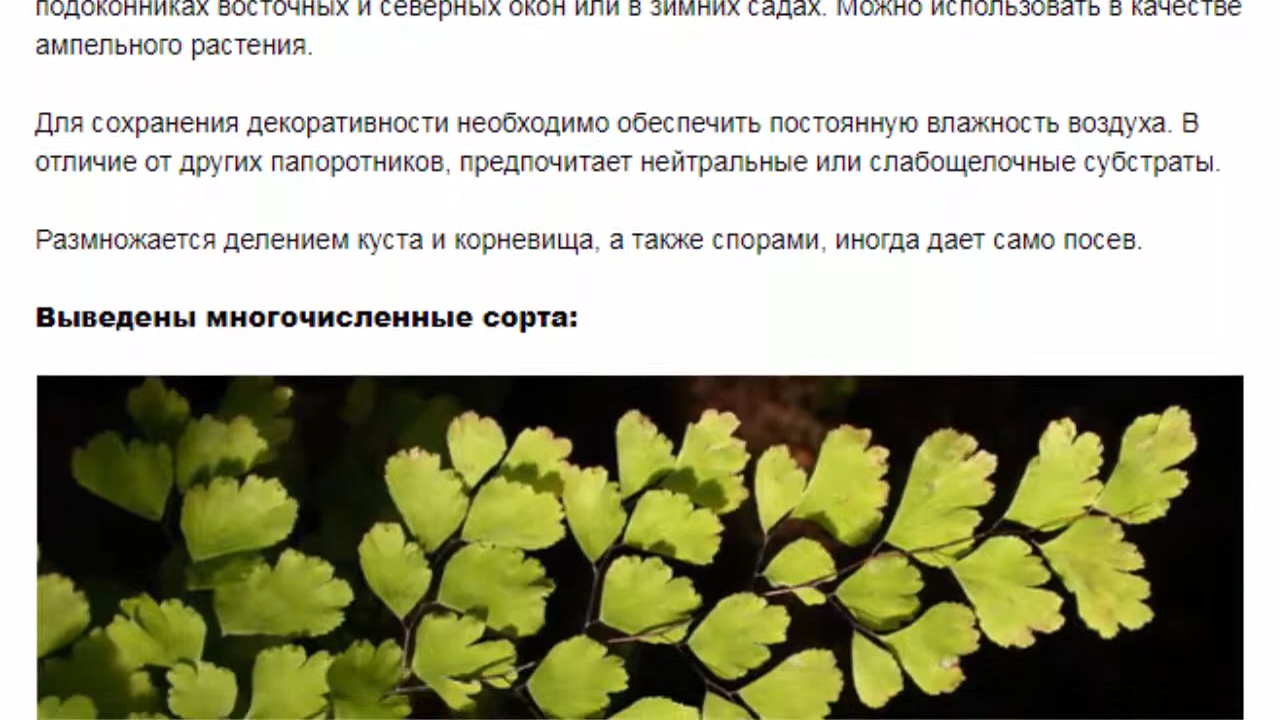 подоконниках восточных и северных окон или в зимних садах. Можно использовать в качестве
ампельного растения.
Для сохранения декоративности необходимо обеспечить постоянную влажность воздуха. В
отличие от других папоротников, предпочитает нейтральные или слабощелочные субстраты.
Размножается делением куста и корневища, а также спорами, иногда дает само посев.
Выведены многочисленные сорта: